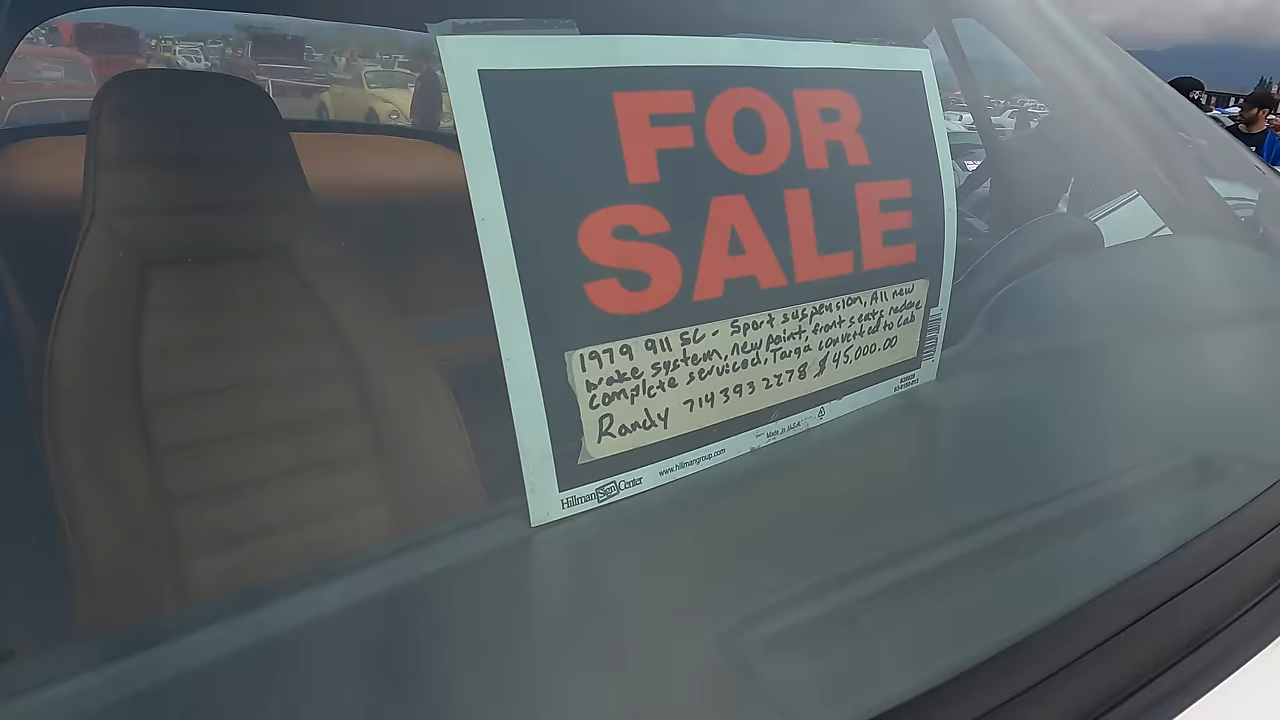 FOR
SALE
1979 911 SC - Sport suspension, All new
brake system, new paint, front seats redone
complete serviced, Targa converted to Cab
Randy 714 393 2278 $45,000.00
Made in U.S.A.
www.hillmangroup.com
Hillman Sign Center